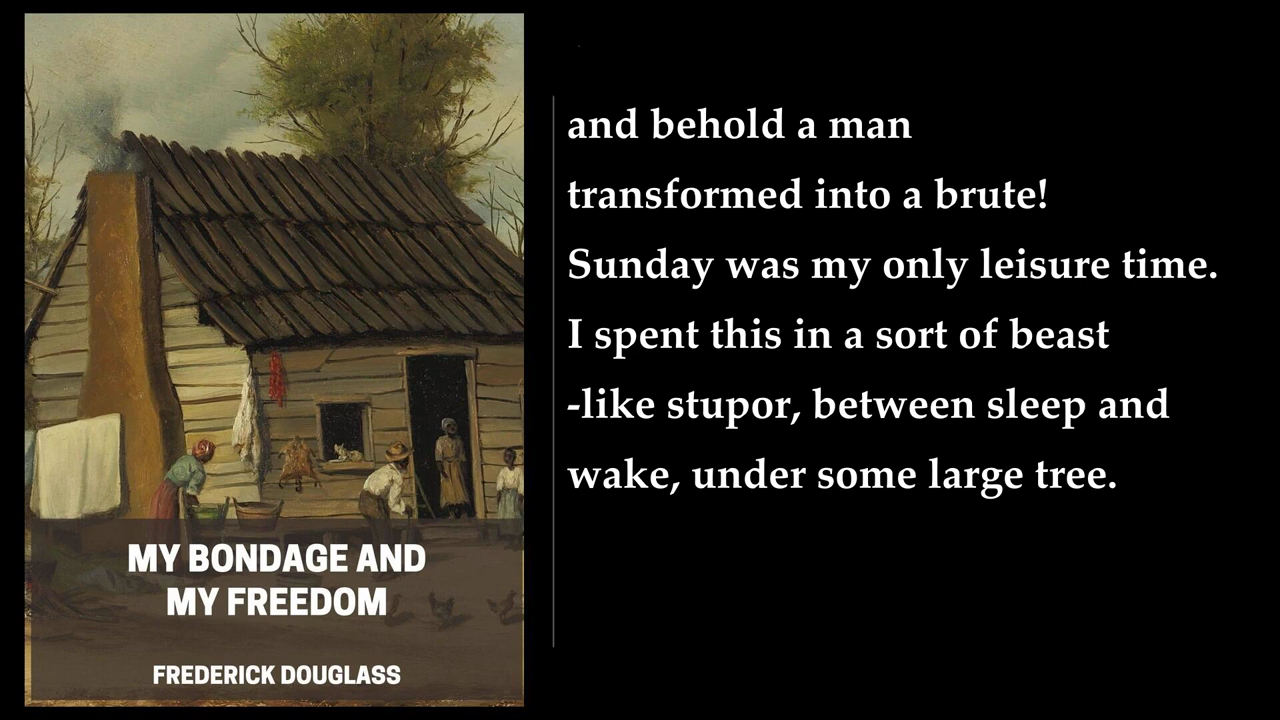 MY BONDAGE AND
MY FREEDOM
FREDERICK DOUGLASS
and behold a man
transformed into a brute!
Sunday was my only leisure time.
I spent this in a sort of beast
-like stupor, between sleep and
wake, under some large tree.